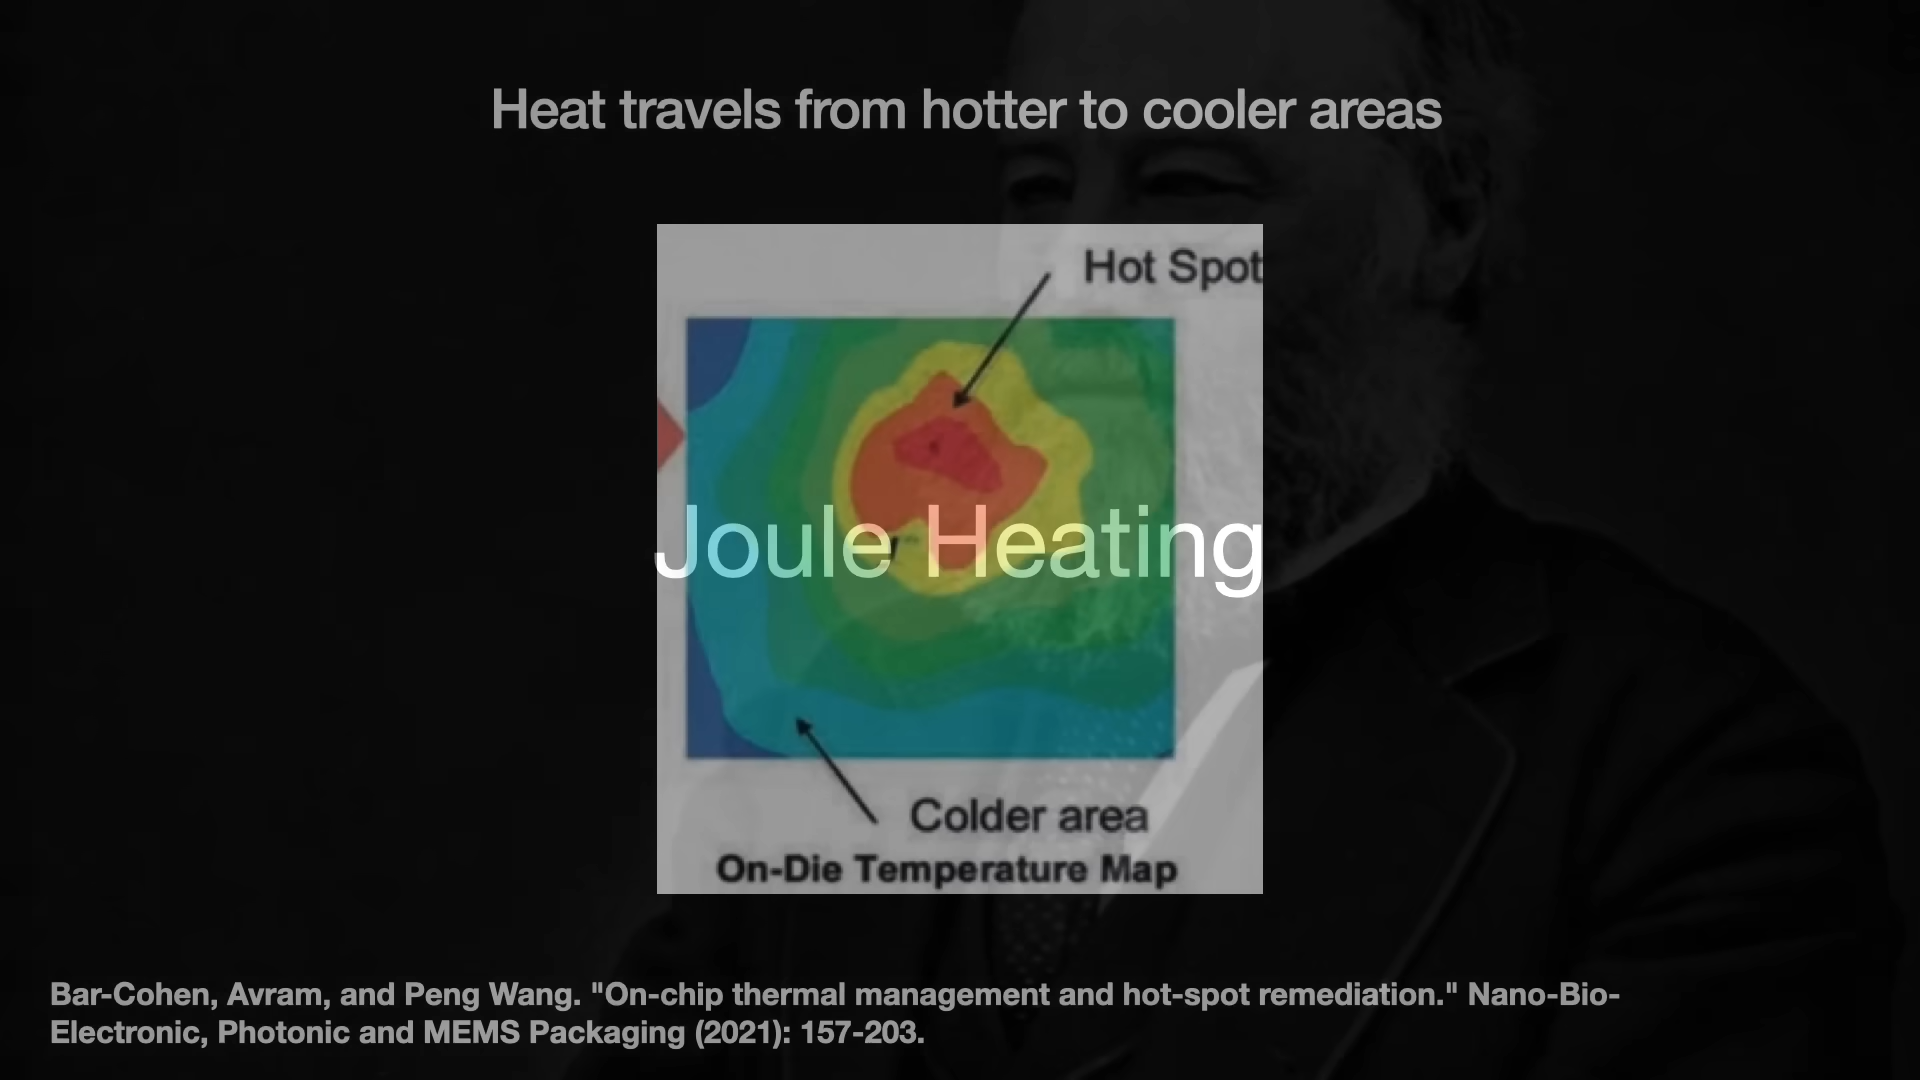 Heat travels from hotter to cooler areas
Hot Spot
Joule Heating
Colder area
On-Die Temperature Map
Bar-Cohen, Avram, and Peng Wang. "On-chip thermal management and hot-spot remediation." Nano-Bio-
Electronic, Photonic and MEMS Packaging (2021): 157-203.